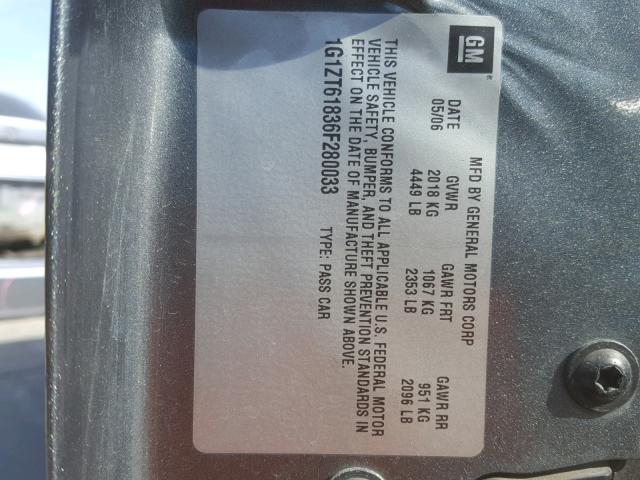 GM
MFD BY GENERAL MOTORS CORP
DATE GVWR GAWR FRT GAWR RR
05/06 2018 KG 1067 KG 951 KG
4449 LB 2353 LB 2096 LB
THIS VEHICLE CONFORMS TO ALL APPLICABLE U.S. FEDERAL MOTOR
VEHICLE SAFETY, BUMPER, AND THEFT PREVENTION STANDARDS IN
EFFECT ON THE DATE OF MANUFACTURE SHOWN ABOVE.
1G1ZT61836F280033 TYPE: PASS CAR